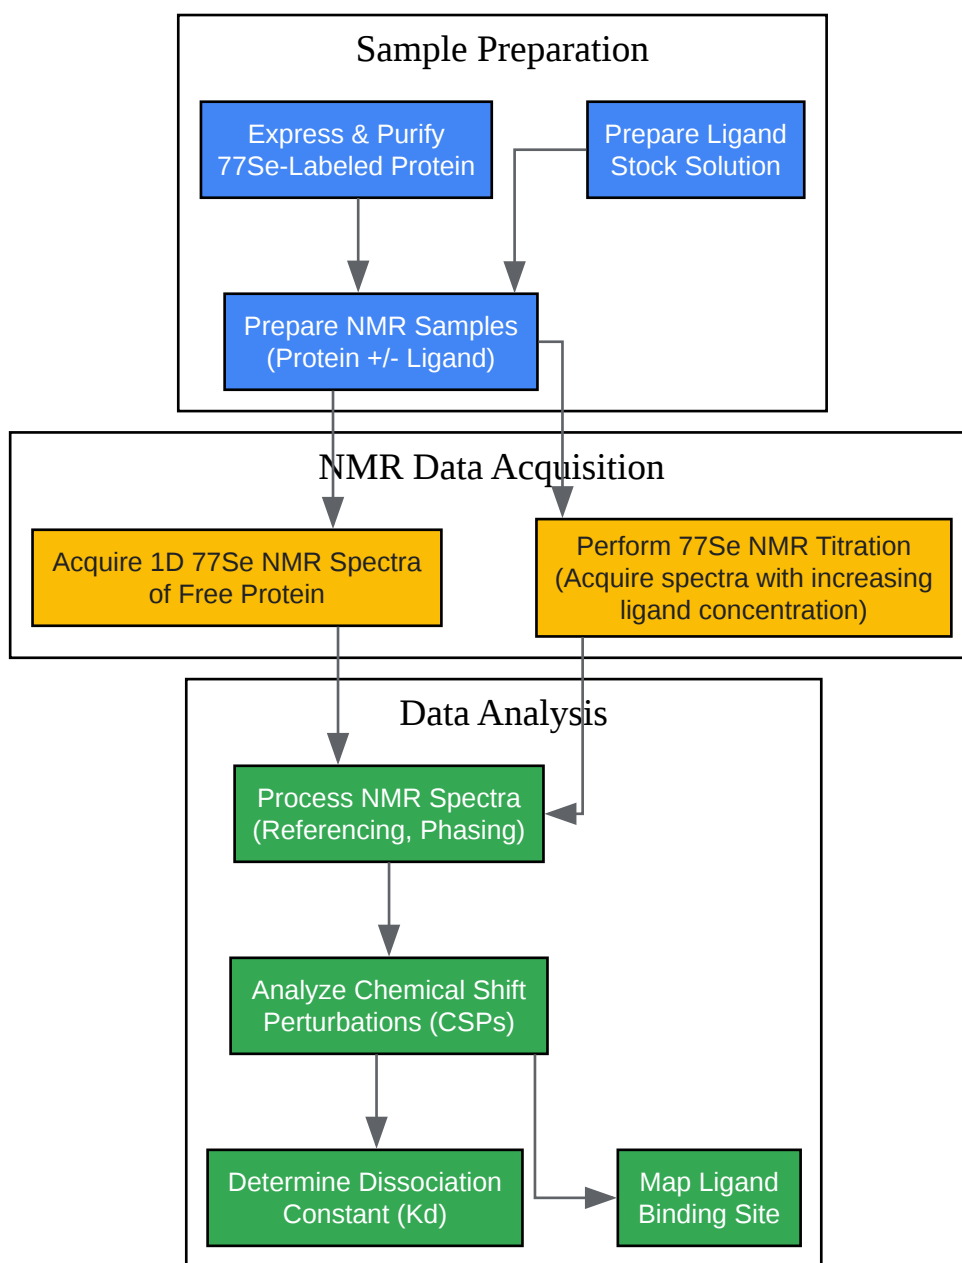 Sample Preparation
Express & Purify
77Se-Labeled Protein
Prepare Ligand
Stock Solution
Prepare NMR Samples
(Protein +/- Ligand)
NMR Data Acquisition
Acquire 1D 77Se NMR Spectra
of Free Protein
Perform 77Se NMR Titration
(Acquire spectra with increasing
ligand concentration)
Data Analysis
Process NMR Spectra
(Referencing, Phasing)
Analyze Chemical Shift
Perturbations (CSPs)
Determine Dissociation
Constant (Kd)
Map Ligand
Binding Site